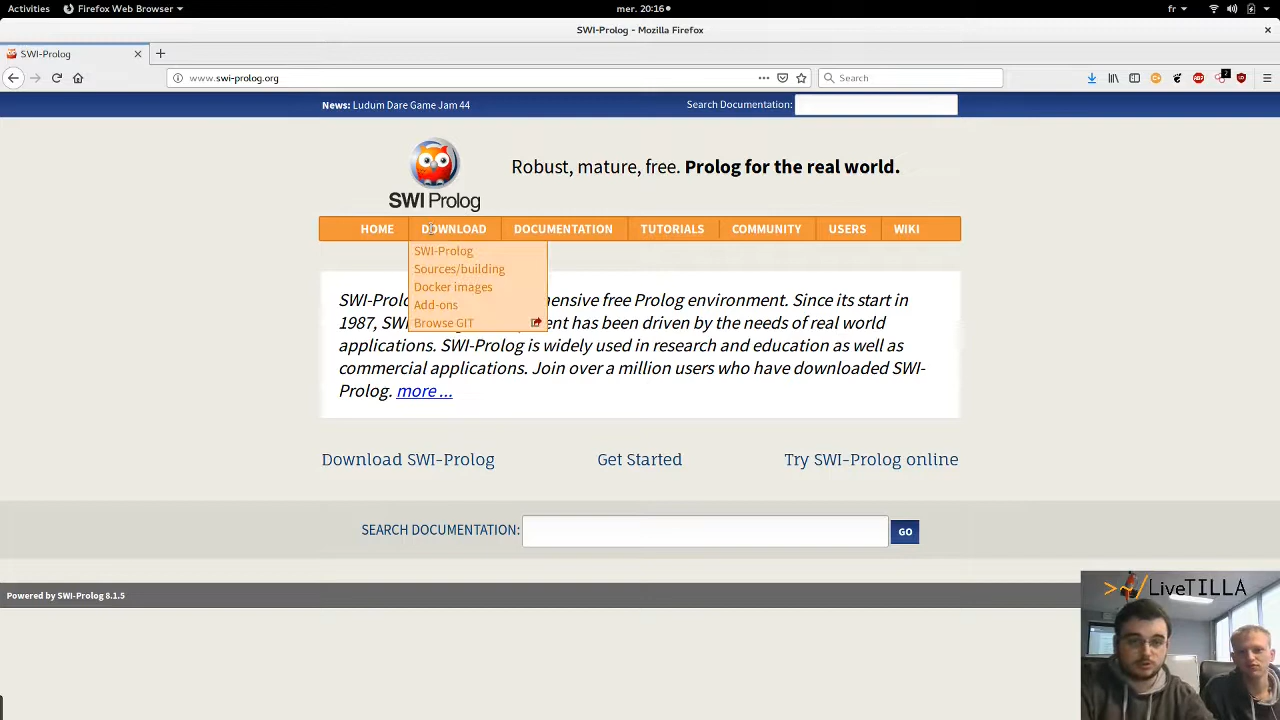 Activities
Firefox Web Browser
mer. 20:16
fr
SWI-Prolog - Mozilla Firefox
SWI-Prolog
www.swi-prolog.org
Search
2
News: Ludum Dare Game Jam 44
Search Documentation:
SWI Prolog
Robust, mature, free. Prolog for the real world.
HOME DOWNLOAD DOCUMENTATION TUTORIALS COMMUNITY USERS WIKI
SWI-Prolog
Sources/building
Docker images
Add-ons
Browse GIT
free Prolog environment. Since its start in
1987, has been driven by the needs of real world
applications. SWI-Prolog is widely used in research and education as well as
commercial applications. Join over a million users who have downloaded SWI-
Prolog. more ...
Download SWI-Prolog
Get Started
Try SWI-Prolog online
SEARCH DOCUMENTATION:
GO
Powered by SWI-Prolog 8.1.5
LiveTILLA